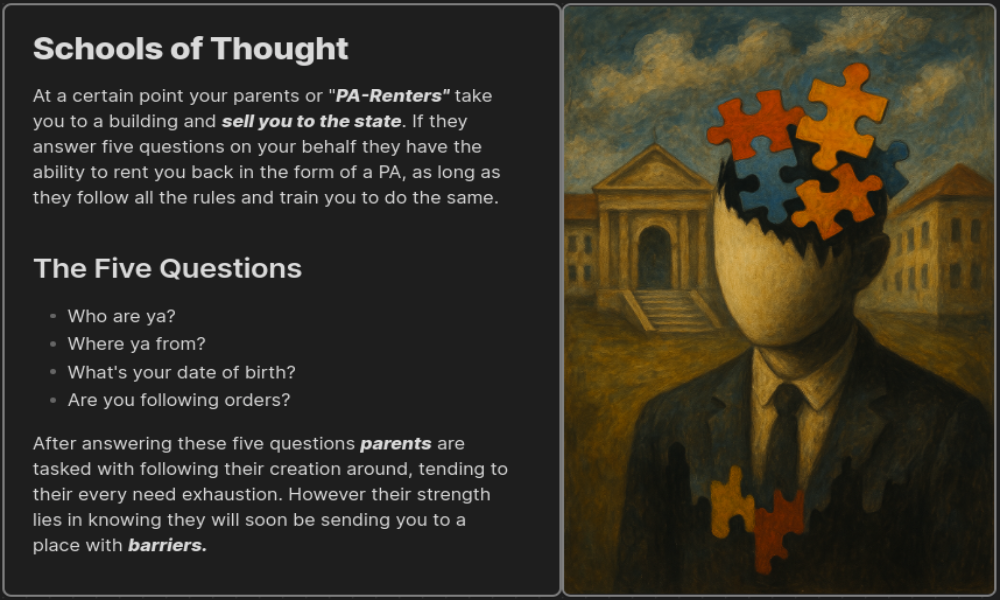 Schools of Thought
At a certain point your parents or "PA-Renters" take
you to a building and sell you to the state. If they
answer five questions on your behalf they have the
ability to rent you back in the form of a PA, as long as
they follow all the rules and train you to do the same.
The Five Questions
Who are ya?
Where ya from?
What's your date of birth?
Are you following orders?
After answering these five questions parents are
tasked with following their creation around, tending to
their every need exhaustion. However their strength
lies in knowing they will soon be sending you to a
place with barriers.